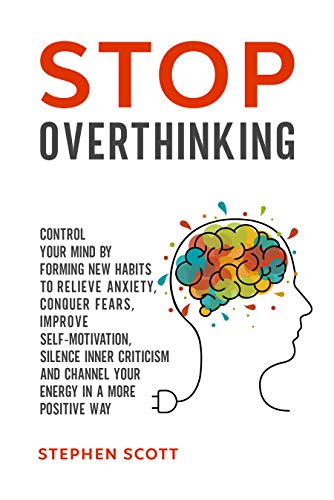 STOP
OVERTHINKING
CONTROL
YOUR MIND BY
FORMING NEW HABITS
TO RELIEVE ANXIETY,
CONQUER FEARS,
IMPROVE
SELF-MOTIVATION,
SILENCE INNER CRITICISM
AND CHANNEL YOUR
ENERGY IN A MORE
POSITIVE WAY
STEPHEN SCOTT